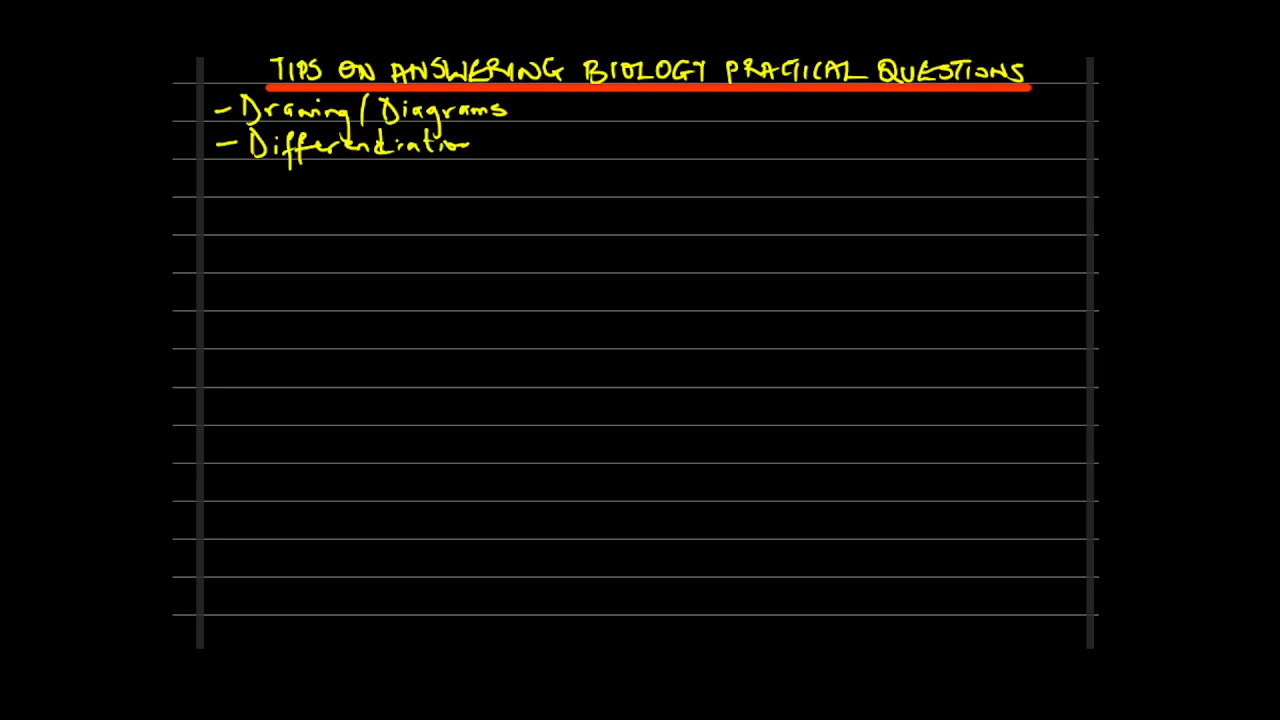 TIPS ON ANSWERING BIOLOGY PRACTICAL QUESTIONS
- Drawing / Diagrams
- Differentiation